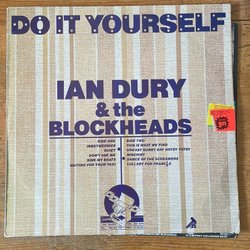 DO IT YOURSELF
IAN DURY
& the
BLOCKHEADS
SIDE ONE
INBETWEENIES
QUIET
DON'T ASK ME
SINK MY BOATS
WAITING FOR YOUR TAXI
SIDE TWO
THIS IS WHAT WE FIND
UNEASY SUNNY DAY HOTSY TOTSY
MISCHIEF
DANCE OF THE SCREAMERS
LULLABY FOR FRANCIES